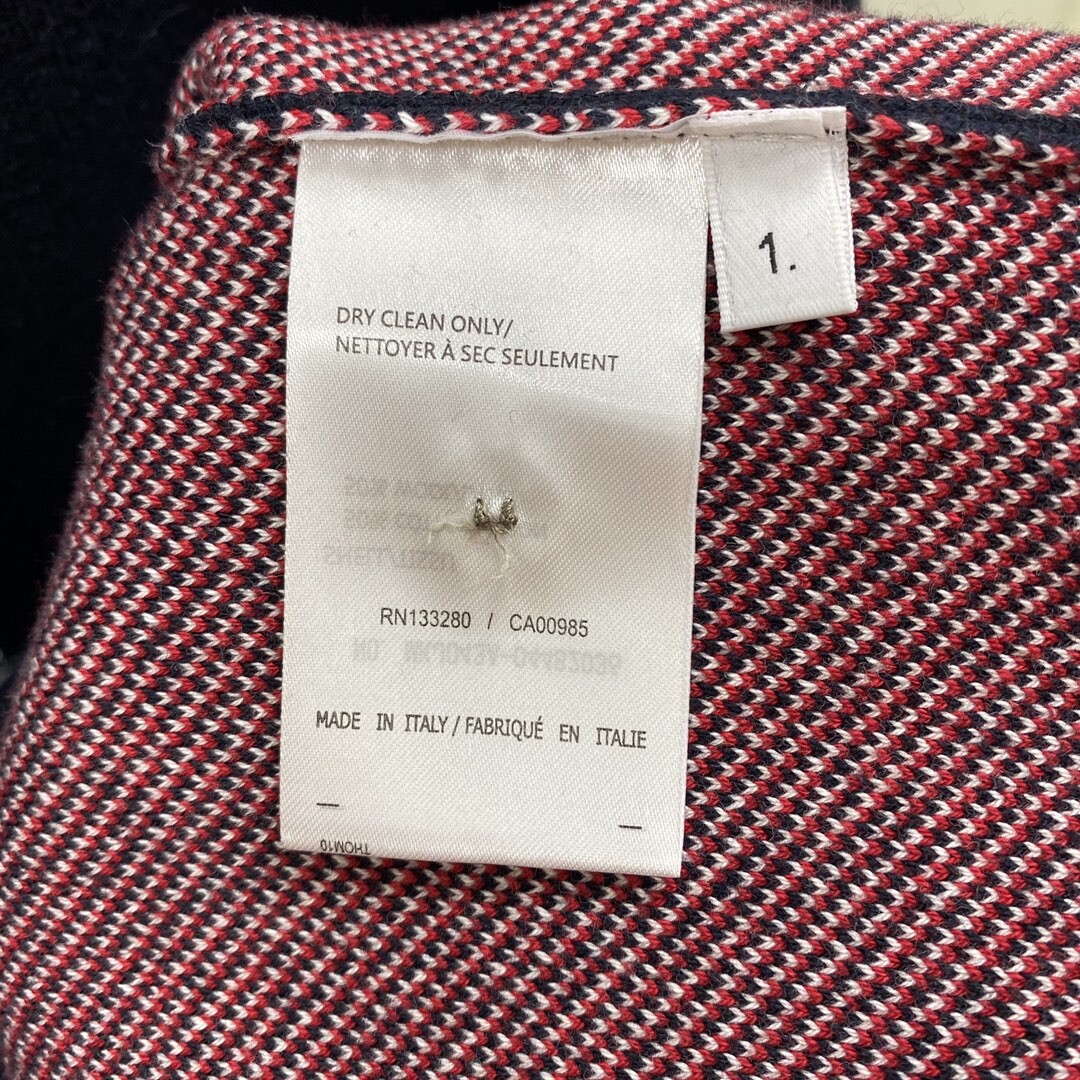 1.
DRY CLEAN ONLY/
NETTOYER À SEC SEULEMENT
RN133280 / CA00985
MADE IN ITALY / FABRIQUÉ EN ITALIE
THOM10